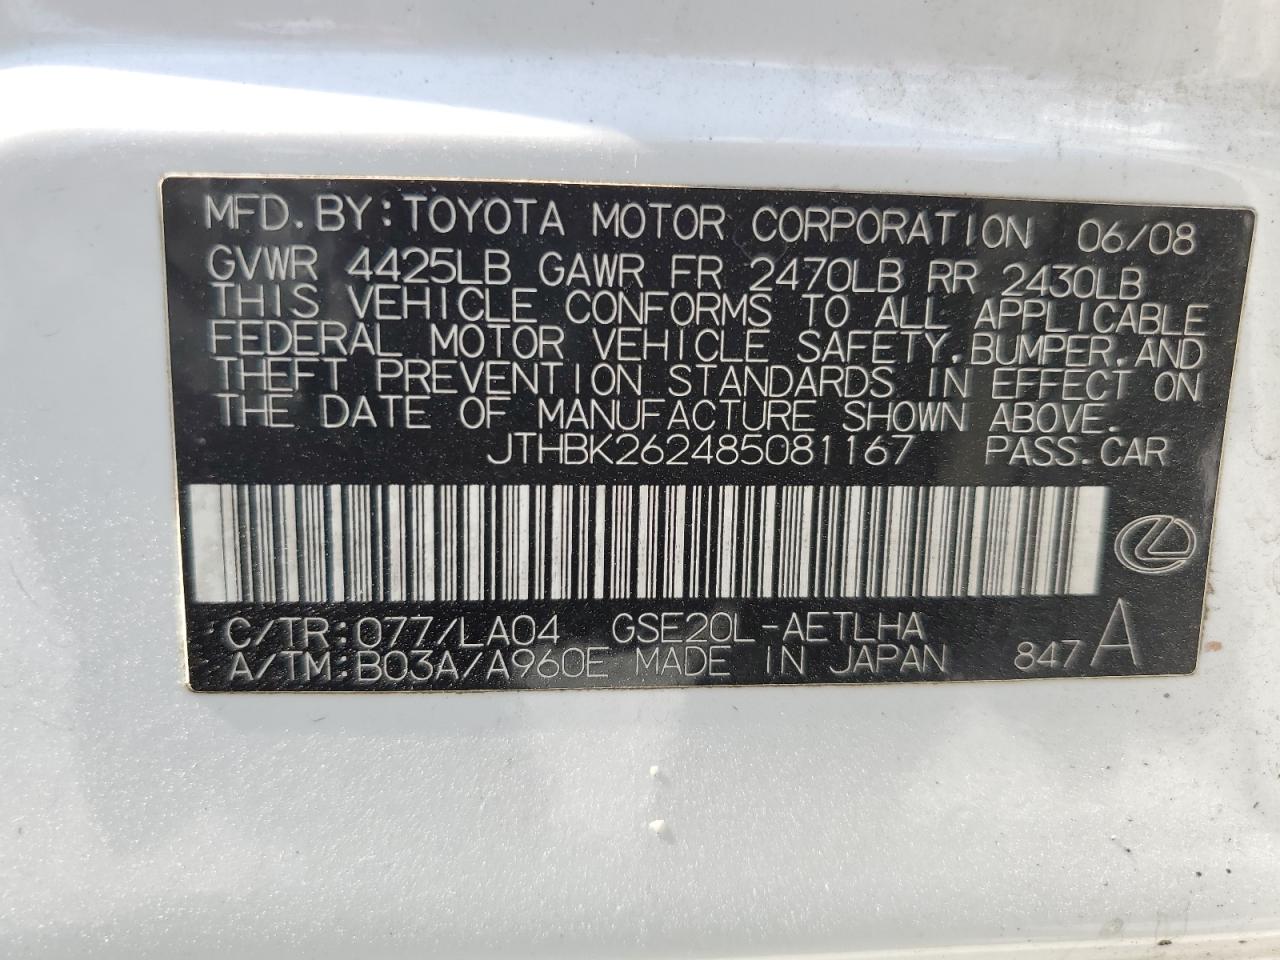 MFD. BY: TOYOTA MOTOR CORPORATION 06/08
GVWR 4425LB GAWR FR 2470LB RR 2430LB
THIS VEHICLE CONFORMS TO ALL APPLICABLE
FEDERAL MOTOR VEHICLE SAFETY, BUMPER, AND
THEFT PREVENTION STANDARDS IN EFFECT ON
THE DATE OF MANUFACTURE SHOWN ABOVE.
JTHBK262485081167 PASS. CAR
C/TR: 077/LA04 GSE20L-AETLHA
A/TM: B03A/A960E MADE IN JAPAN 847 A